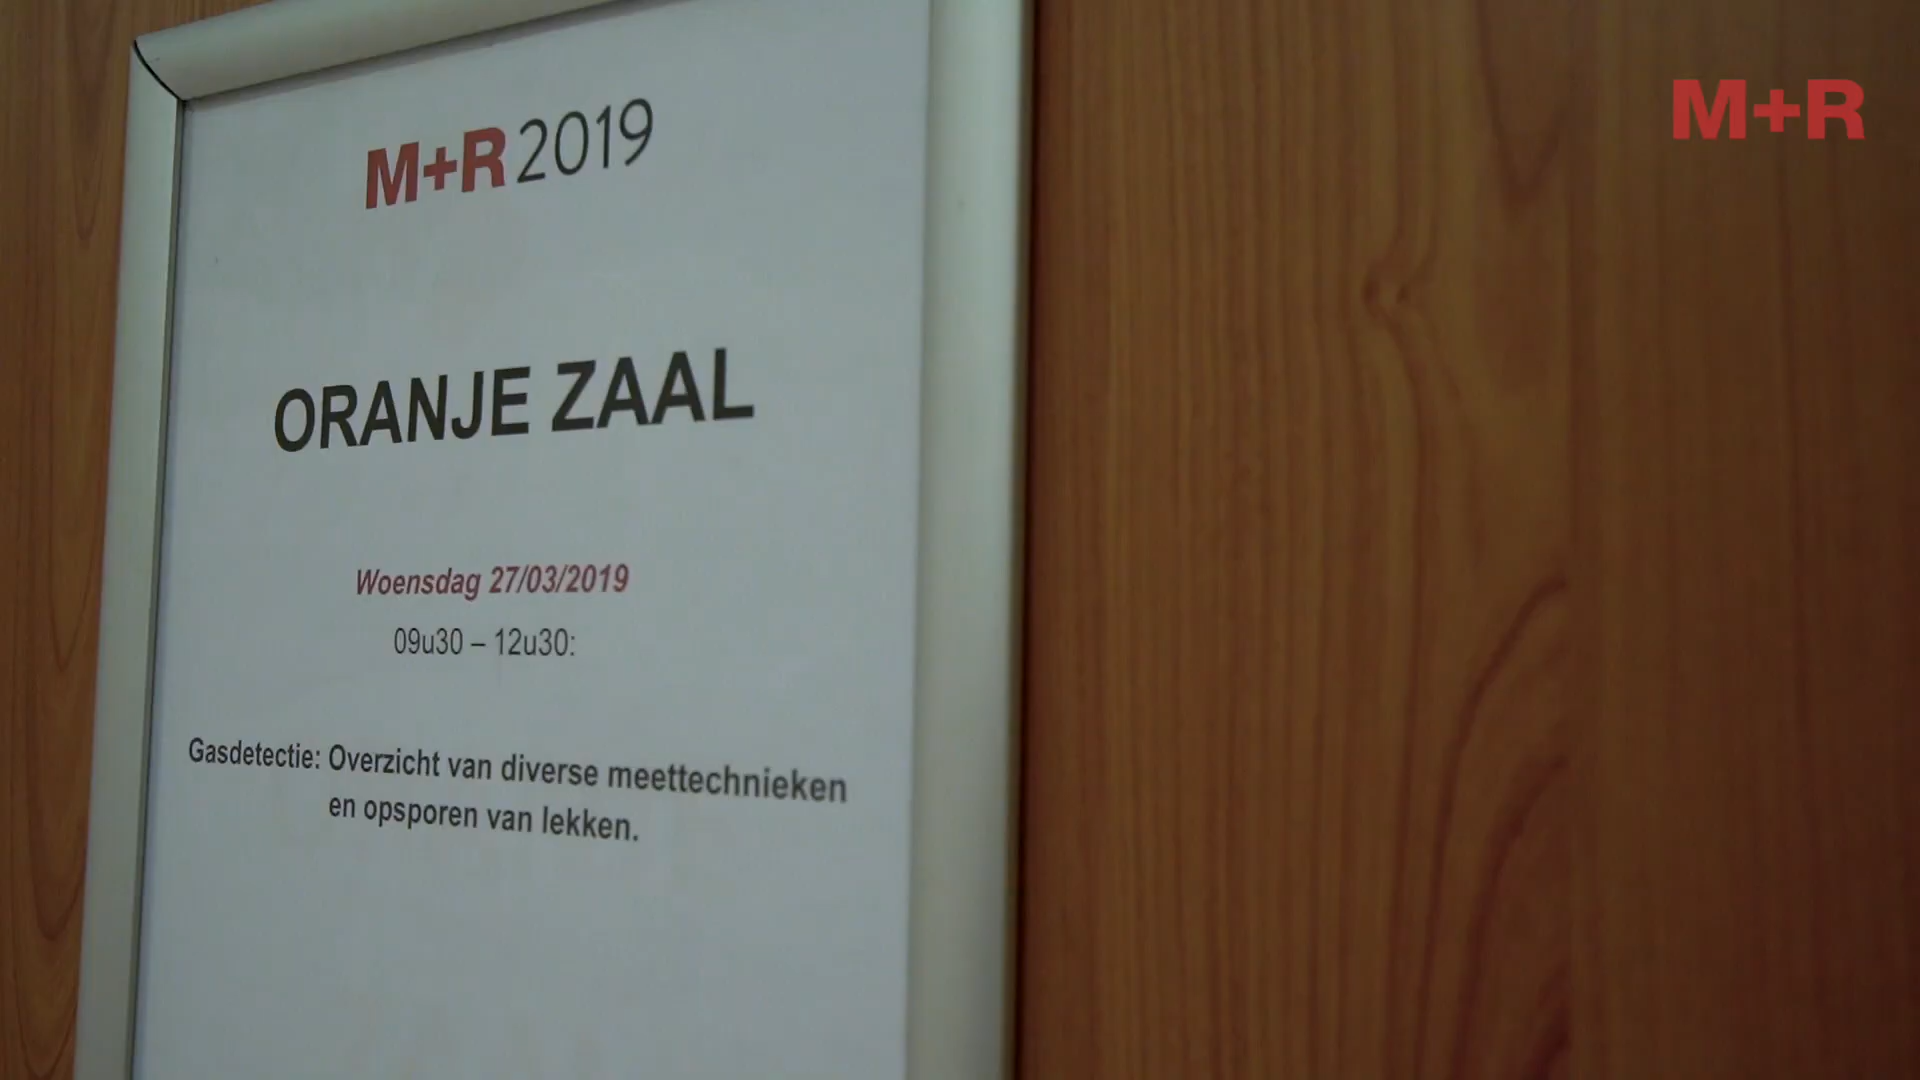 M+R 2019
M+R
ORANJE ZAAL
Woensdag 27/03/2019
09u30 – 12u30:
Gasdetectie: Overzicht van diverse meettechnieken
en opsporen van lekken.